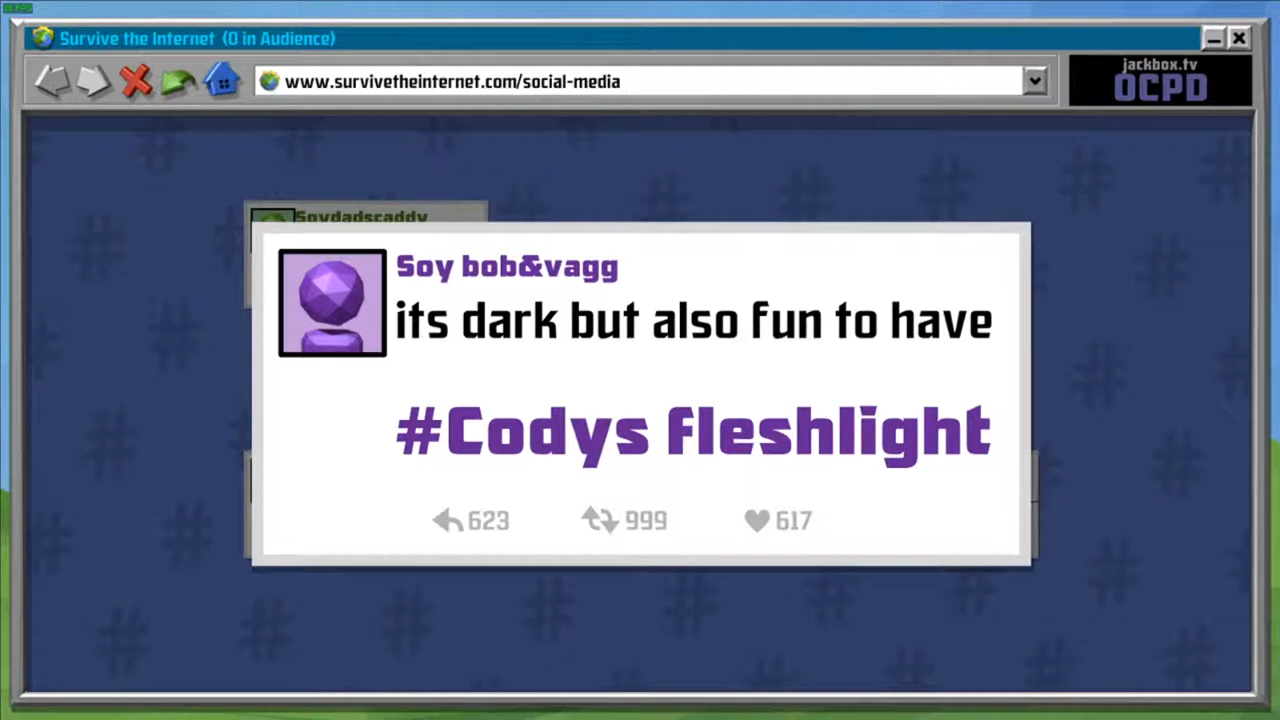 Survive the Internet (0 in Audience)
www.survivetheinternet.com/social-media
jackbox.tv
OCPD
Soydadscaddy
Soy bob&vagg
its dark but also fun to have
#Codys fleshlight
623 999 617